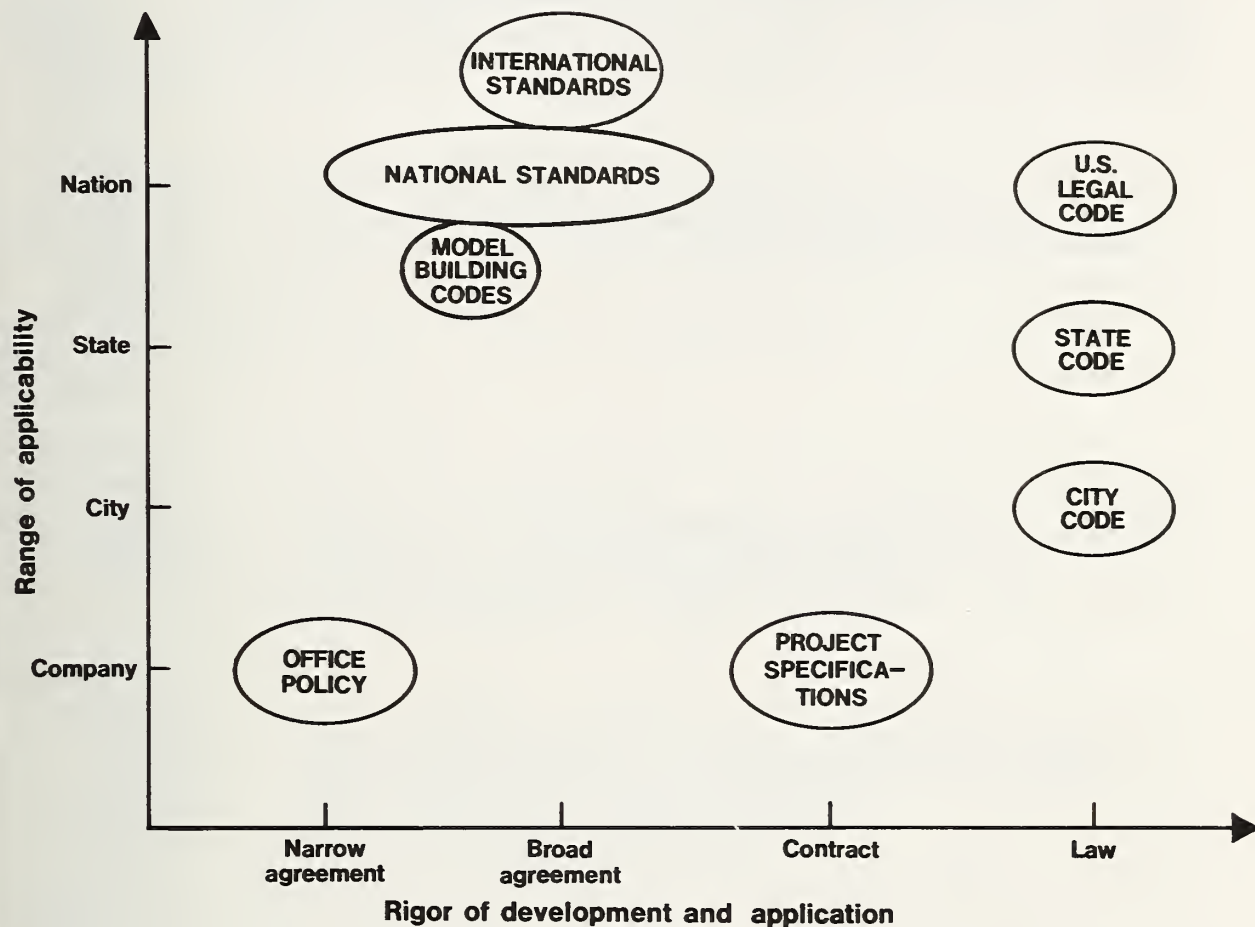 INTERNATIONAL
STANDARDS
NATIONAL STANDARDS
MODEL
BUILDING
CODES
U.S.
LEGAL
CODE
STATE
CODE
CITY
CODE
OFFICE
POLICY
PROJECT
SPECIFICA-
TIONS
Nation
State
City
Company
Range of applicability
Narrow
agreement
Broad
agreement
Contract
Law
Rigor of development and application